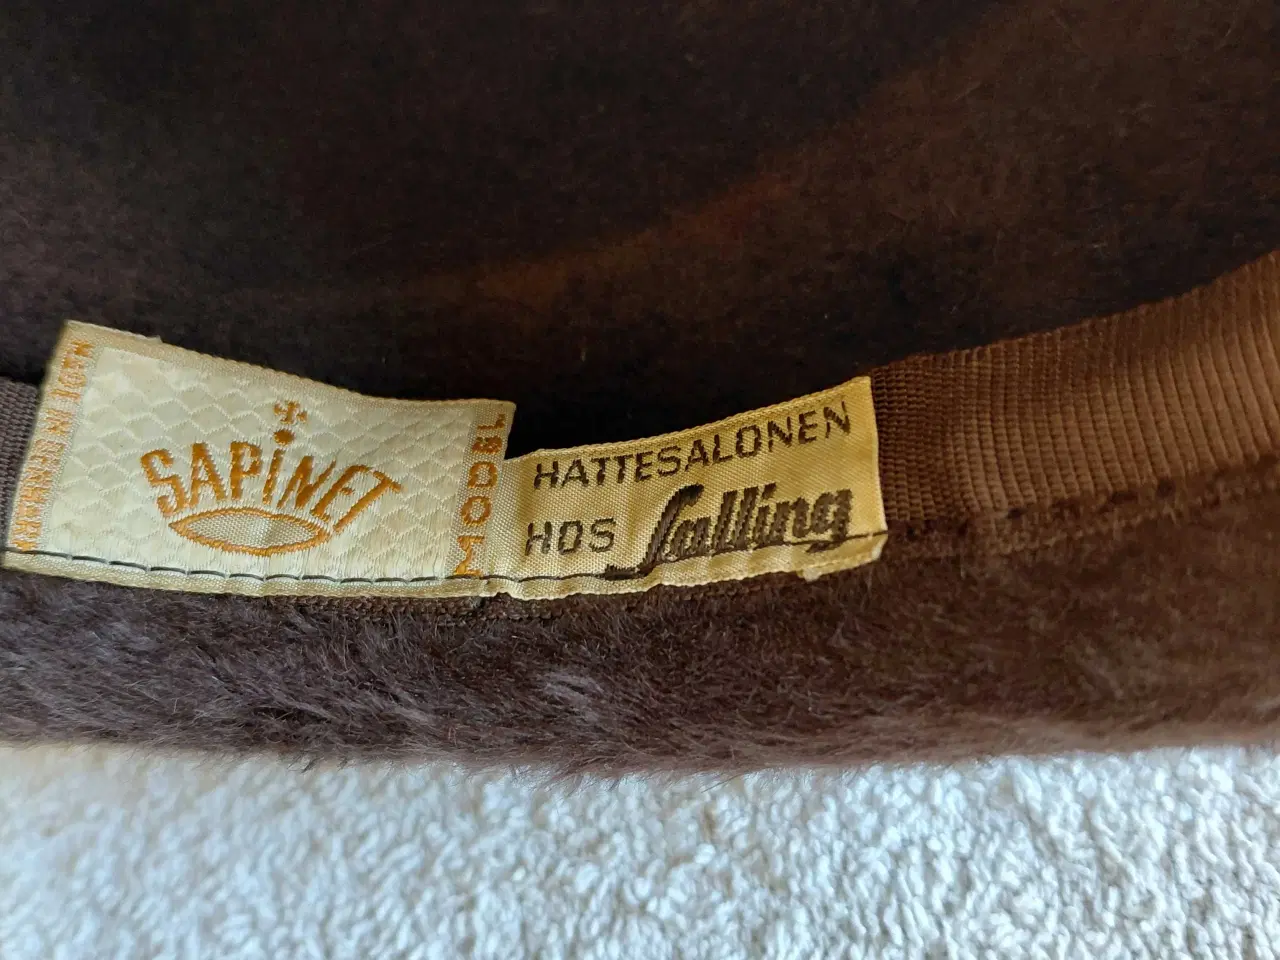 SAPINET
MODEL
HATTESALONEN
HOS Salling